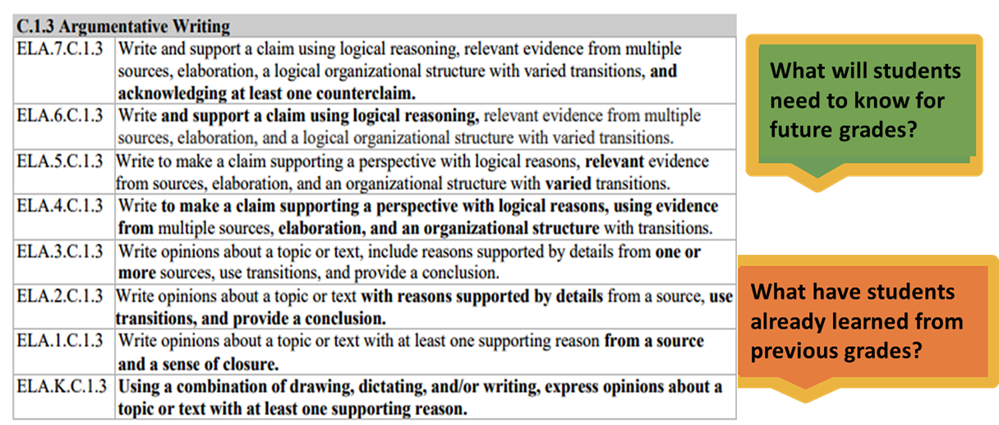 C.1.3 Argumentative Writing
ELA.7.C.1.3 Write and support a claim using logical reasoning, relevant evidence from multiple
sources, elaboration, a logical organizational structure with varied transitions, and
acknowledging at least one counterclaim.
ELA.6.C.1.3 Write and support a claim using logical reasoning, relevant evidence from multiple
sources, elaboration, and a logical organizational structure with varied transitions.
ELA.5.C.1.3 Write to make a claim supporting a perspective with logical reasons, relevant evidence
from sources, elaboration, and an organizational structure with varied transitions.
ELA.4.C.1.3 Write to make a claim supporting a perspective with logical reasons, using evidence
from multiple sources, elaboration, and an organizational structure with transitions.
ELA.3.C.1.3 Write opinions about a topic or text, include reasons supported by details from one or
more sources, use transitions, and provide a conclusion.
ELA.2.C.1.3 Write opinions about a topic or text with reasons supported by details from a source, use
transitions, and provide a conclusion.
ELA.1.C.1.3 Write opinions about a topic or text with at least one supporting reason from a source
and a sense of closure.
ELA.K.C.1.3 Using a combination of drawing, dictating, and/or writing, express opinions about a
topic or text with at least one supporting reason.
What will students
need to know for
future grades?
What have students
already learned from
previous grades?